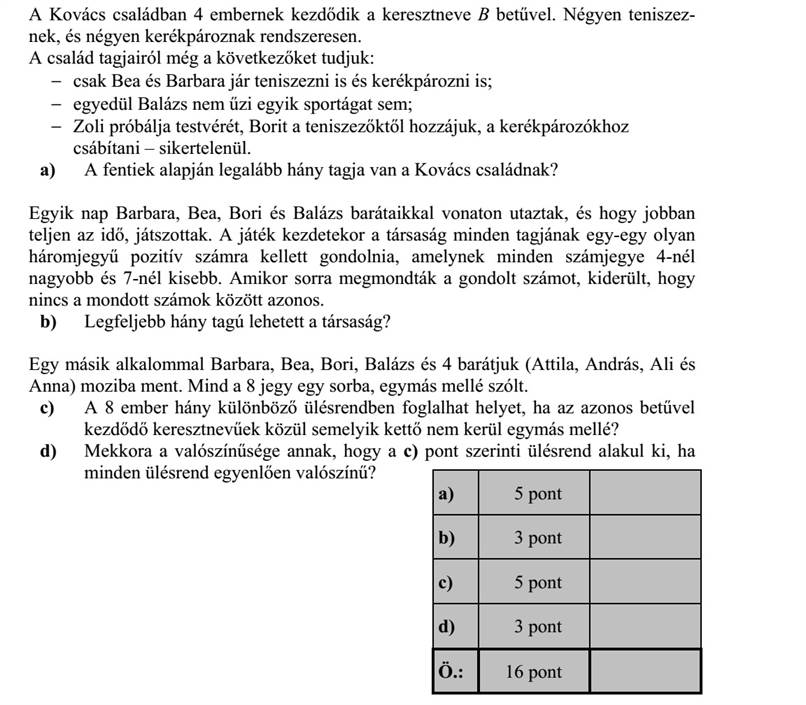 A Kovács családban 4 embernek kezdődik a keresztneve B betűvel. Négyen tenisze­z-
nek, és négyen kerékpároznak rendszeresen.
A család tagjairól még a következőket tudjuk:
− csak Bea és Barbara jár teniszezni is és kerékpározni is;
− egyedül Balázs nem űzi egyik sportágat sem;
− Zoli próbálja testvérét, Borit a teniszezőktől hozzájuk, a kerékpározókhoz
csábítani – sikertelenül.
a) A fentiek alapján legalább hány tagja van a Kovács családnak?
Egyik nap Barbara, Bea, Bori és Balázs barátaikkal vonaton utaztak, és hogy jobban
teljen az idő, játszottak. A játék kezdetekor a társaság minden tagjának egy-egy olyan
háromjegyű pozitív számra kellett gondolnia, amelynek minden számjegye 4-nél
nagyobb és 7-nél kisebb. Amikor sorra megmondták a gondolt számot, kiderült, hogy
nincs a mondott számok között azonos.
b) Legfeljebb hány tagú lehetett a társaság?
Egy másik alkalommal Barbara, Bea, Bori, Balázs és 4 barátjuk (Attila, András, Ali és
Anna) moziba ment. Mind a 8 jegy egy sorba, egymás mellé szólt.
c) A 8 ember hány különböző ülésrendben foglalhat helyet, ha az azonos betűvel
kezdődő keresztnevűek közül semelyik kettő nem kerül egymás mellé?
d) Mekkora a valószínűsége annak, hogy a c) pont szerinti ülésrend alakul ki, ha
minden ülésrend egyenlően valószínű?
a) 5 pont
b) 3 pont
c) 5 pont
d) 3 pont
Ö.: 16 pont